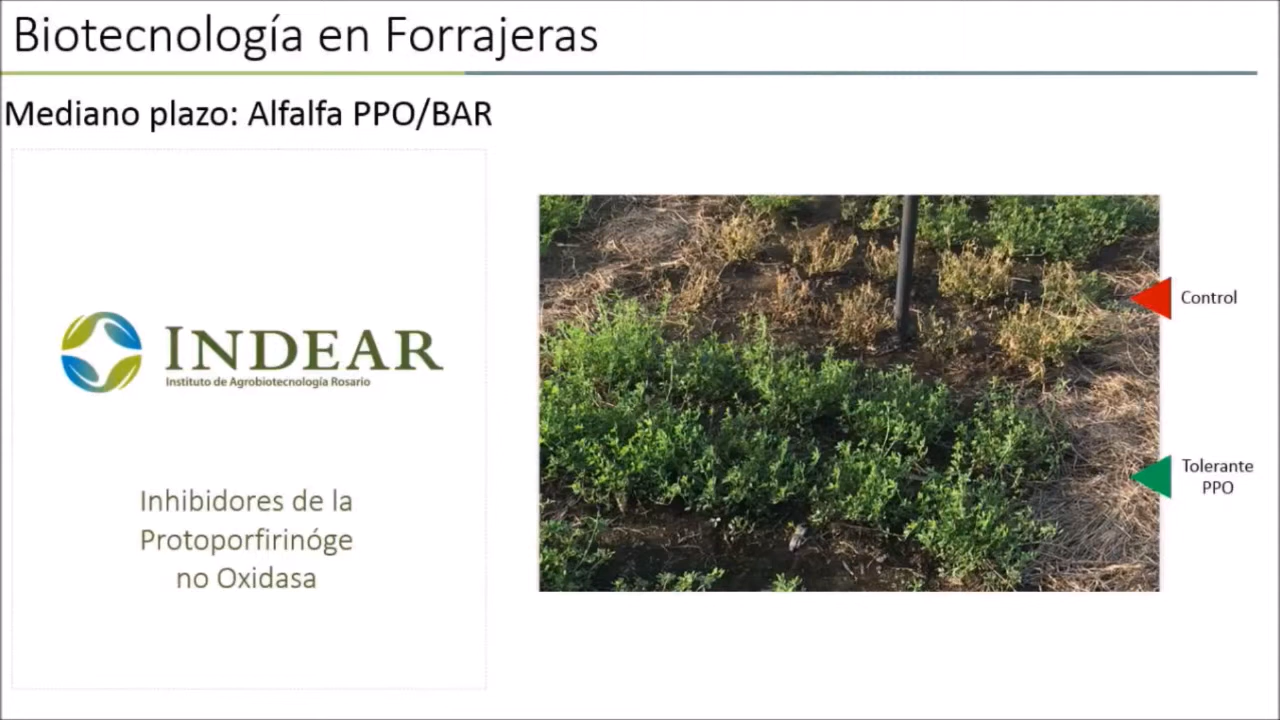 Biotecnología en Forrajeras
Mediano plazo: Alfalfa PPO/BAR
INDEAR
Instituto de Agrobiotecnología Rosario
Inhibidores de la
Protoporfirinóge
no Oxidasa
Control
Tolerante
PPO